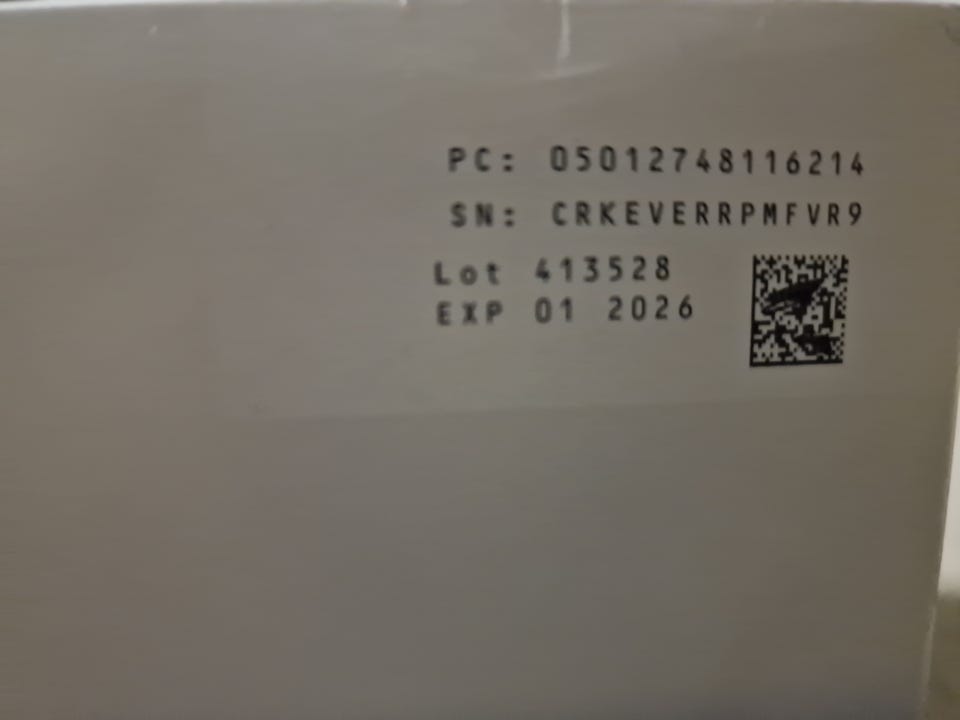 PC: 05012748116214
SN: CRKEVERRPMFVR9
Lot 413528
EXP 01 2026